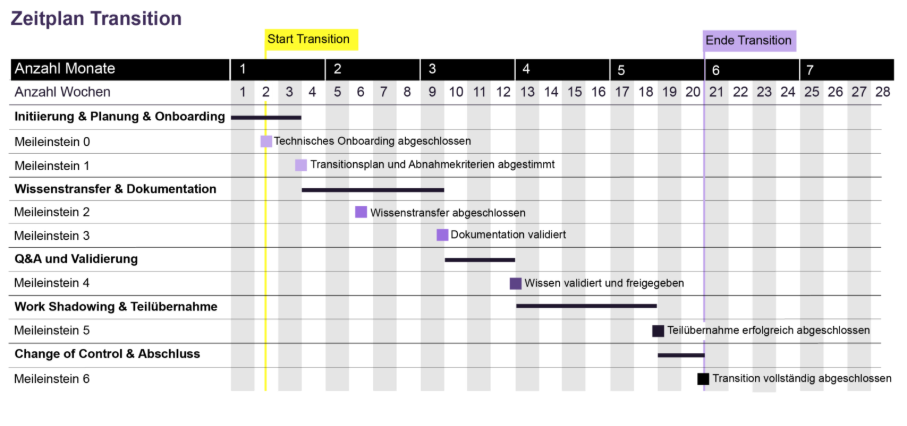 Zeitplan Transition
Start Transition
Ende Transition
Anzahl Monate 1 2 3 4 5 6 7
Anzahl Wochen 1 2 3 4 5 6 7 8 9 10 11 12 13 14 15 16 17 18 19 20 21 22 23 24 25 26 27 28
Initiierung & Planung & Onboarding
Meileinstein 0 Technisches Onboarding abgeschlossen
Meileinstein 1 Transitionsplan und Abnahmekriterien abgestimmt
Wissenstransfer & Dokumentation
Meileinstein 2 Wissenstransfer abgeschlossen
Meileinstein 3 Dokumentation validiert
Q&A und Validierung
Meileinstein 4 Wissen validiert und freigegeben
Work Shadowing & Teilübernahme
Meileinstein 5 Teilübernahme erfolgreich abgeschlossen
Change of Control & Abschluss
Meileinstein 6 Transition vollständig abgeschlossen